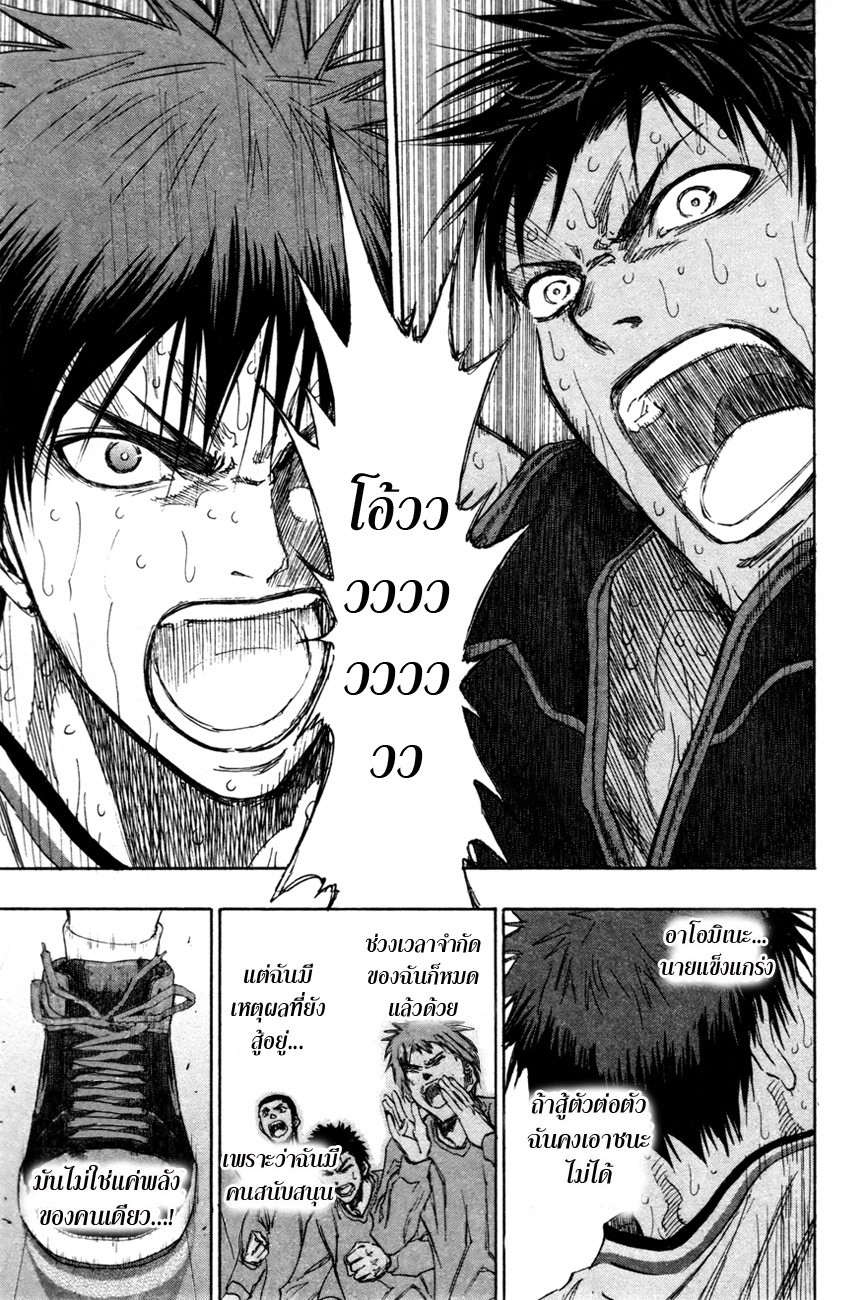 โอ้วว
วววว
วววว
วว
อาโอมิเนะ...
นายแข็งแกร่ง
ถ้าสู้ตัวต่อตัว
ฉันคงเอาชนะ
ไม่ได้
ช่วงเวลาจำกัด
ของฉันก็หมด
แล้วด้วย
แต่ฉันมี
เหตุผลที่ยัง
สู้อยู่...
เพราะว่าฉันมี
คนสนับสนุน
มันไม่ใช่แค่พลัง
ของคนเดียว...!